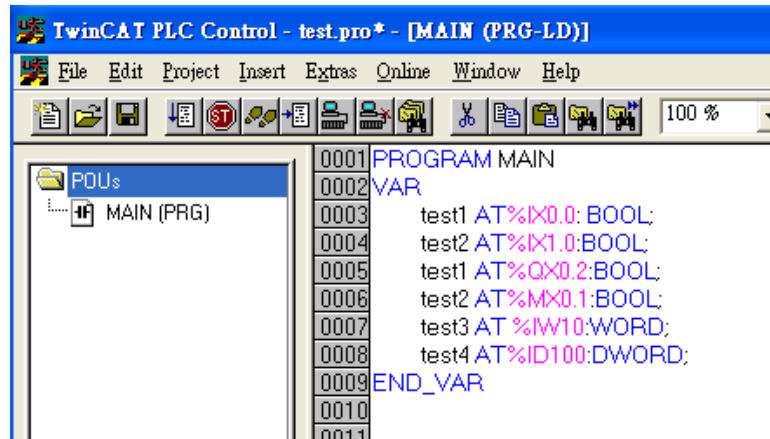 TwinCAT PLC Control - test.pro* - [MAIN (PRG-LD)]
File Edit Project Insert Extras Online Window Help
ST 100 %
POUs
MAIN (PRG)
0001 PROGRAM MAIN
0002 VAR
0003 test1 AT%IX0.0: BOOL;
0004 test2 AT%IX1.0:BOOL;
0005 test1 AT%QX0.2:BOOL;
0006 test2 AT%MX0.1:BOOL;
0007 test3 AT %IW10:WORD;
0008 test4 AT%ID100:DWORD;
0009 END_VAR
0010
0011